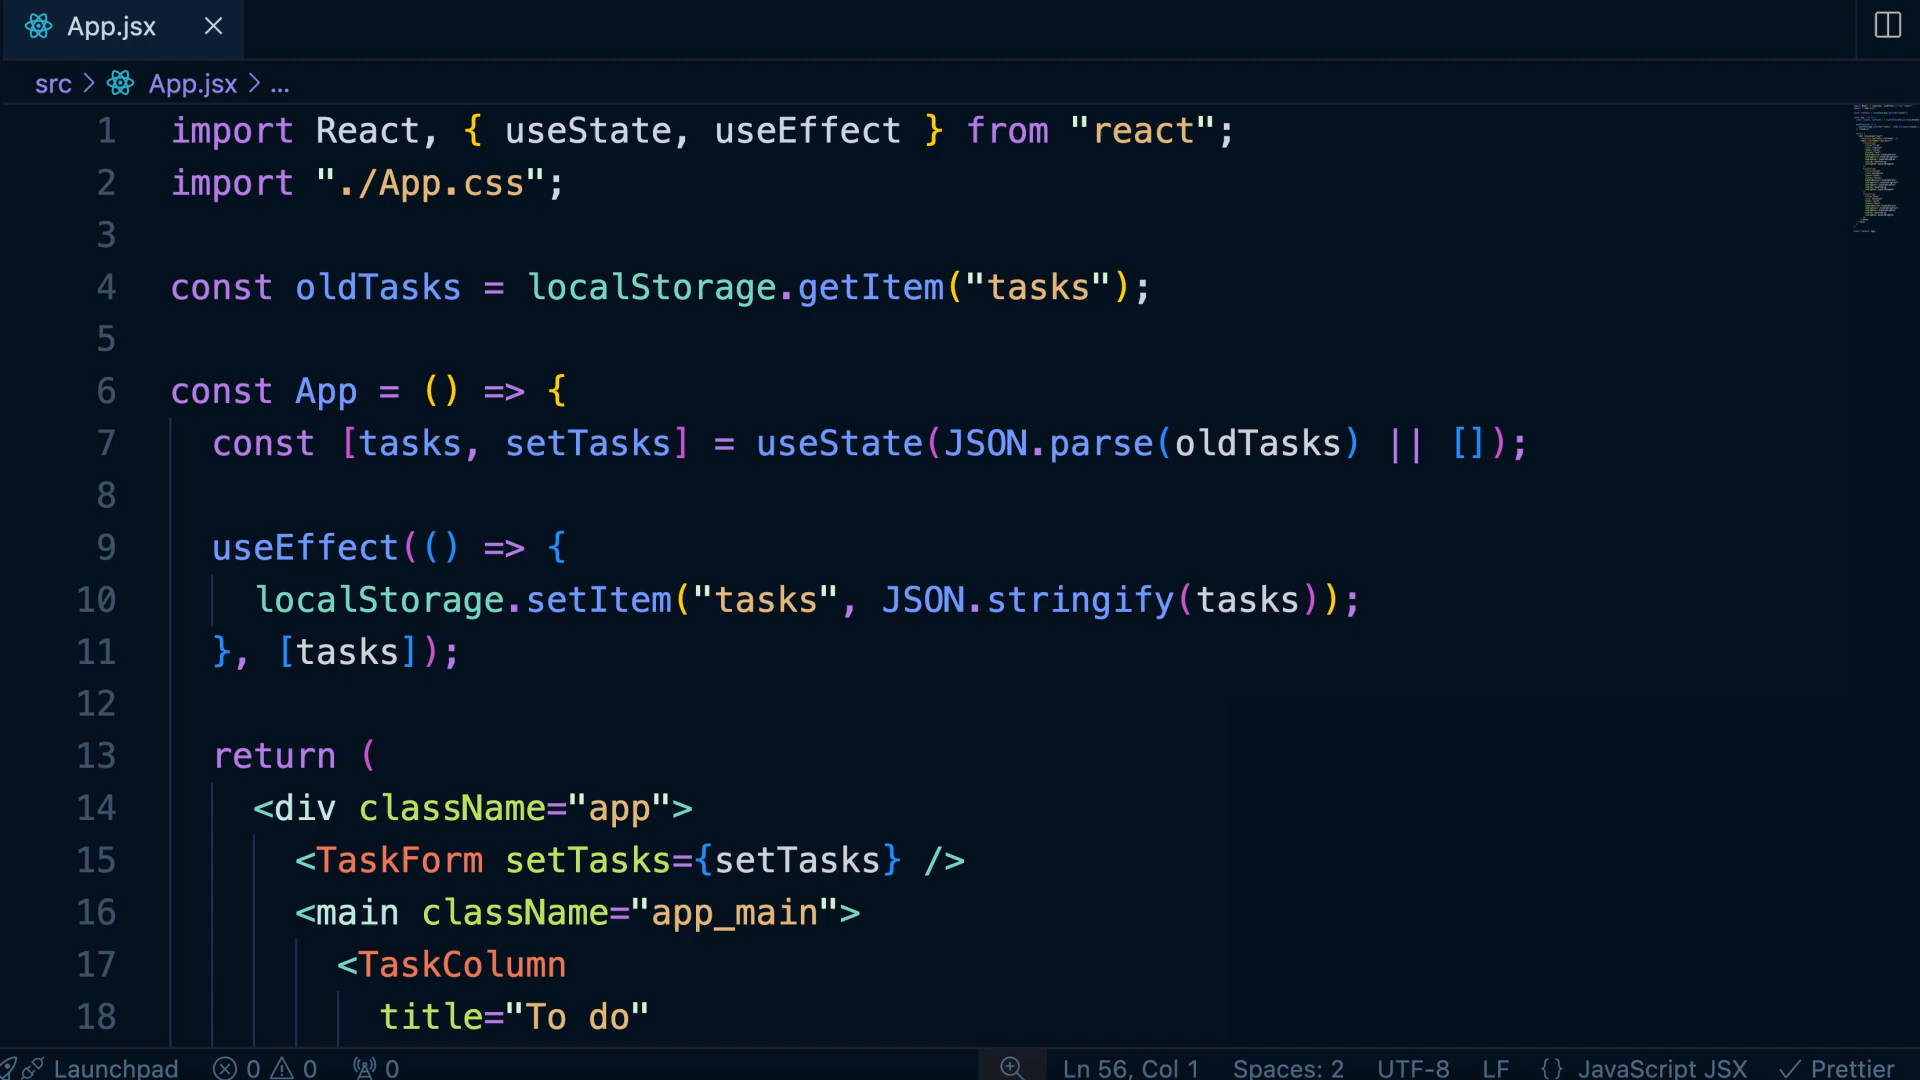 App.jsx
src > App.jsx > ...
1 import React, { useState, useEffect } from "react";
2 import "./App.css";
3
4 const oldTasks = localStorage.getItem("tasks");
5
6 const App = () => {
7 const [tasks, setTasks] = useState(JSON.parse(oldTasks) || []);
8
9 useEffect(() => {
10 localStorage.setItem("tasks", JSON.stringify(tasks));
11 }, [tasks]);
12
13 return (
14 <div className="app">
15 <TaskForm setTasks={setTasks} />
16 <main className="app_main">
17 <TaskColumn
18 title="To do"
Launchpad 0 0 0 Ln 56, Col 1 Spaces: 2 UTF-8 LF {} JavaScript JSX Prettier